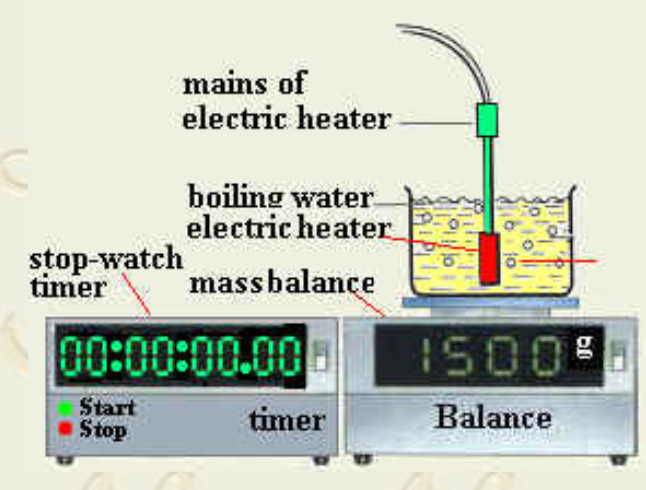 mains of
electric heater
boiling water
electric heater
stop-watch
timer
mass balance
00:00:00.00
1500 g
Start
Stop
timer
Balance